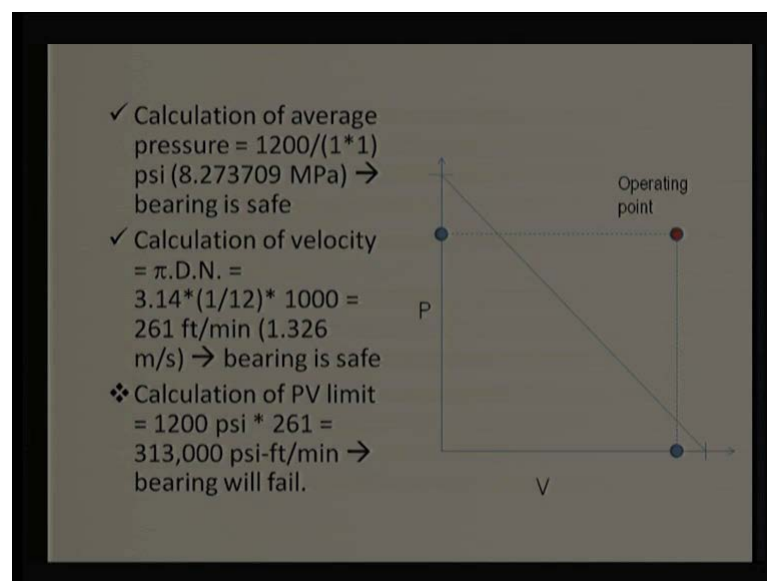 ✓ Calculation of average
pressure = 1200/(1*1)
psi (8.273709 MPa) →
bearing is safe
✓ Calculation of velocity
= π.D.N. =
3.14*(1/12)* 1000 =
261 ft/min (1.326
m/s) → bearing is safe
❖ Calculation of PV limit
= 1200 psi * 261 =
313,000 psi-ft/min →
bearing will fail.
Operating
point
P
V